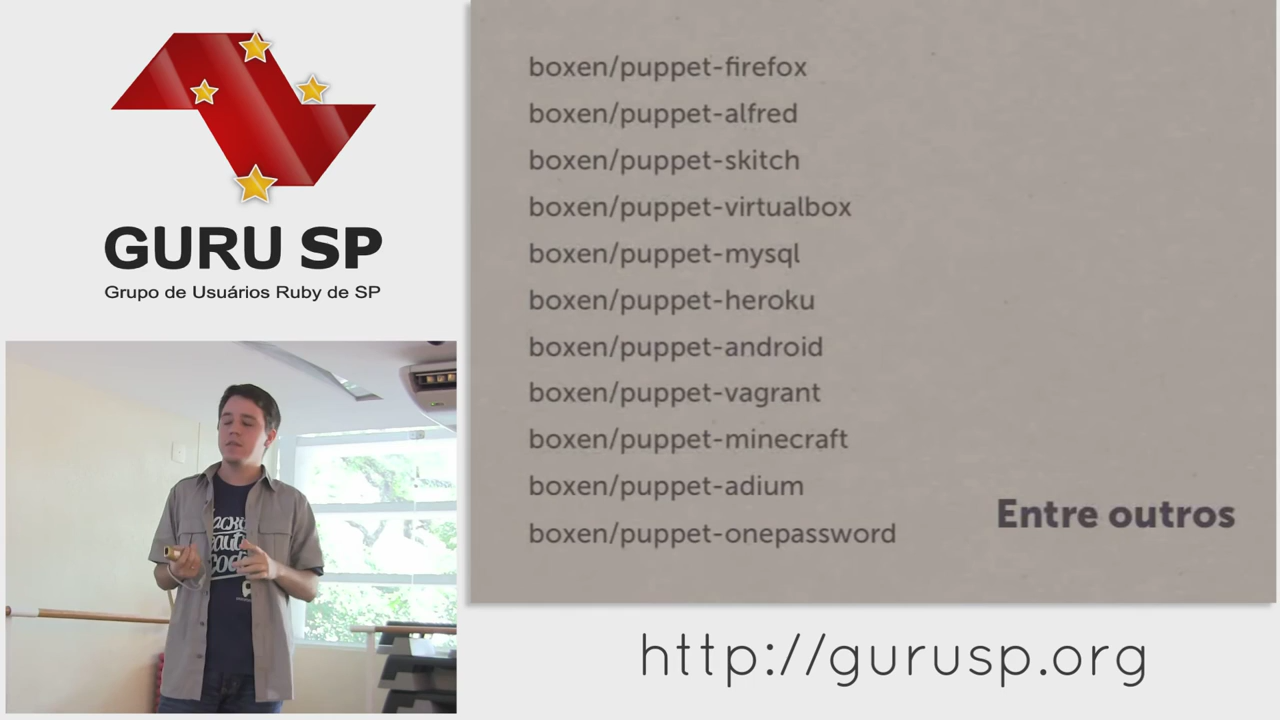 GURU SP
Grupo de Usuários Ruby de SP
boxen/puppet-firefox
boxen/puppet-alfred
boxen/puppet-skitch
boxen/puppet-virtualbox
boxen/puppet-mysql
boxen/puppet-heroku
boxen/puppet-android
boxen/puppet-vagrant
boxen/puppet-minecraft
boxen/puppet-adium
boxen/puppet-onepassword
Entre outros
http://gurusp.org